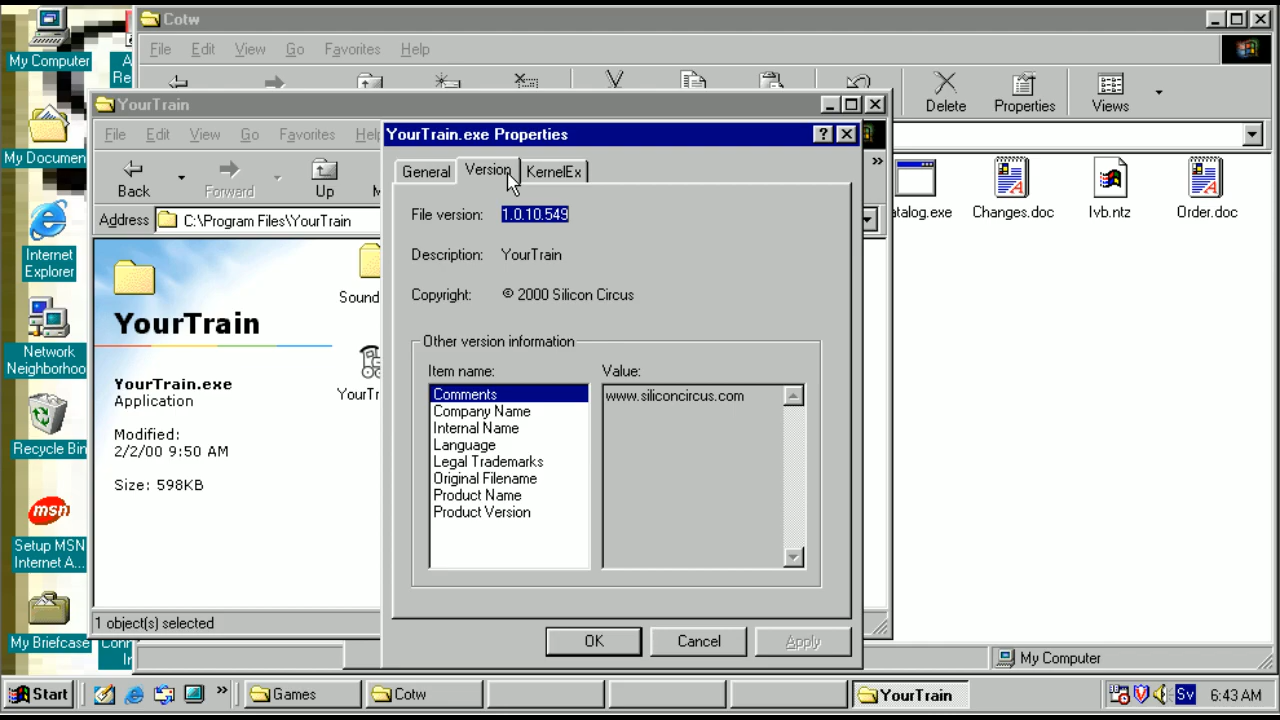 My Computer
A
Re
My Documen
Internet
Explorer
Network
Neighborhoo
Recycle Bin
msn
Setup MSN
Internet A...
My Briefcase
Conn
Cotw
File Edit View Go Favorites Help
Delete Properties Views
atalog.exe Changes.doc lvb.ntz Order.doc
My Computer
YourTrain
File Edit View Go Favorites Help
Back Forward Up
Address C:\Program Files\YourTrain
YourTrain
YourTrain.exe
Application
Modified:
2/2/00 9:50 AM
Size: 598KB
Sound
YourTr
1 object(s) selected
YourTrain.exe Properties
General Version KernelEx
File version: 1.0.10.549
Description: YourTrain
Copyright: © 2000 Silicon Circus
Other version information
Item name: Value:
Comments www.siliconcircus.com
Company Name
Internal Name
Language
Legal Trademarks
Original Filename
Product Name
Product Version
OK Cancel Apply
Start » Games Cotw YourTrain Sv 6:43 AM